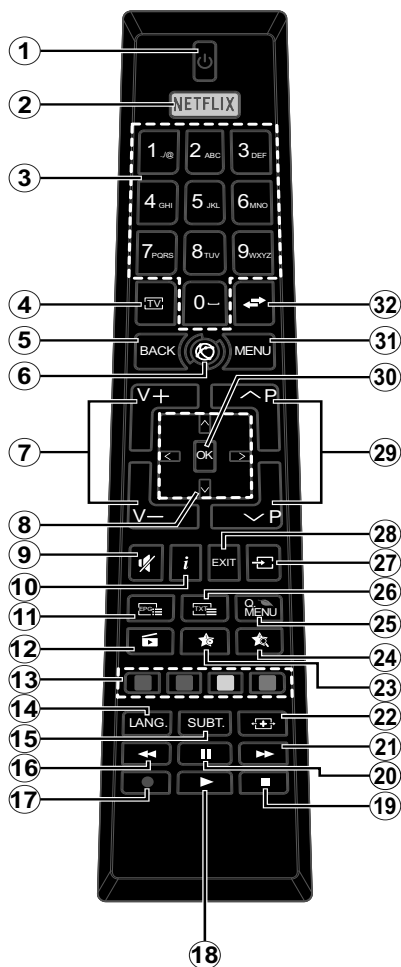 1
2
NETFLIX
3
1 ./@ 2 ABC 3 DEF
4 GHI 5 JKL 6 MNO
7 PQRS 8 TUV 9 WXYZ
4
TV
0
32
5
BACK
MENU
31
6
30
V+
P
OK
7
29
V-
P
8
28
9
i
EXIT
27
10
26
11
EPG
TXT
Q. MENU
25
12
24
23
13
14
LANG.
SUBT.
22
15
21
16
20
17
19
18